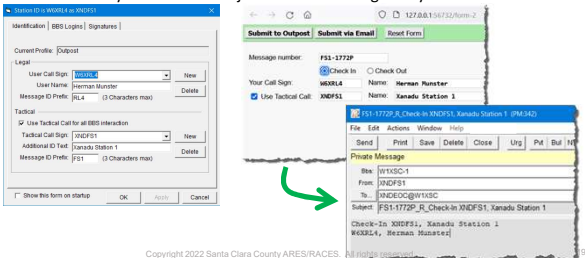 Station ID is W6XRL4 as XNDFS1
Identification BBS Logins Signatures
Current Profile: Outpost
Legal
User Call Sign: W6XRL4 New
User Name: Herman Munster
Message ID Prefix: RL4 (3 Characters max) Delete
Tactical
Use Tactical Call for all BBS interaction
Tactical Call Sign: XNDFS1 New
Additional ID Text: Xanadu Station 1
Message ID Prefix: FS1 (3 Characters max) Delete
Show this form on startup OK Apply Cancel
127.0.0.1:56732/form-2
Submit to Outpost Submit via Email Reset Form
Message number: FS1-1772P
Check In Check Out
Your Call Sign: W6XRL4 Name: Herman Munster
Use Tactical Call: XNDFS1 Name: Xanadu Station 1
FS1-1772P_R_Check-In XNDFS1, Xanadu Station 1 (PM:342)
File Edit Actions Window Help
Send Print Save Delete Close Urg Pvt Bul
Private Message
Bbs: W1XSC-1
From: XNDFS1
To... XNDEOC@W1XSC
Subject: FS1-1772P_R_Check-In XNDFS1, Xanadu Station 1
Check-In XNDFS1, Xanadu Station 1
W6XRL4, Herman Munster
Copyright 2022 Santa Clara County ARES/RACES. All rights reserved
19